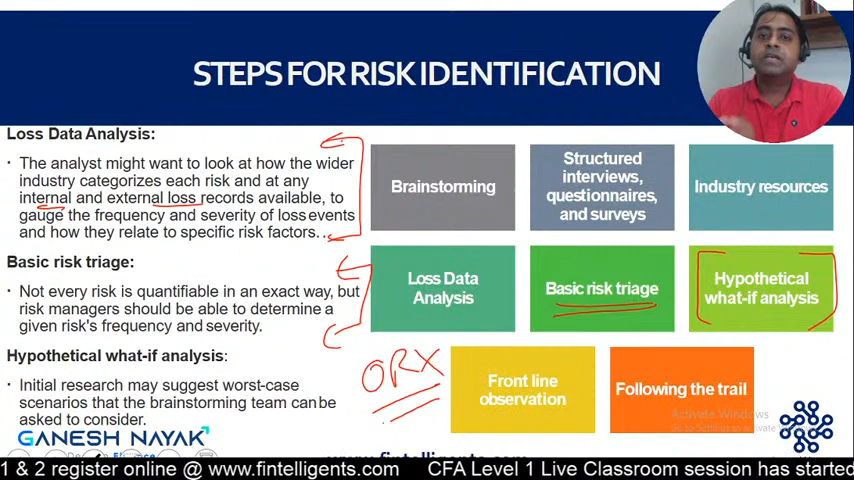 STEPS FOR RISK IDENTIFICATION
Loss Data Analysis:
• The analyst might want to look at how the wider
industry categorizes each risk and at any
internal and external loss records available, to
gauge the frequency and severity of loss events
and how they relate to specific risk factors..
Basic risk triage:
• Not every risk is quantifiable in an exact way, but
risk managers should be able to determine a
given risk's frequency and severity.
Hypothetical what-if analysis:
• Initial research may suggest worst-case
scenarios that the brainstorming team can be
asked to consider.
Brainstorming
Structured
interviews,
questionnaires,
and surveys
Industry resources
Loss Data
Analysis
Basic risk triage
Hypothetical
what-if analysis
ORX
Front line
observation
Following the trail
Activate Windows
GANESH NAYAK
1 & 2 register online @ www.fintelligents.com CFA Level 1 Live Classroom session has started